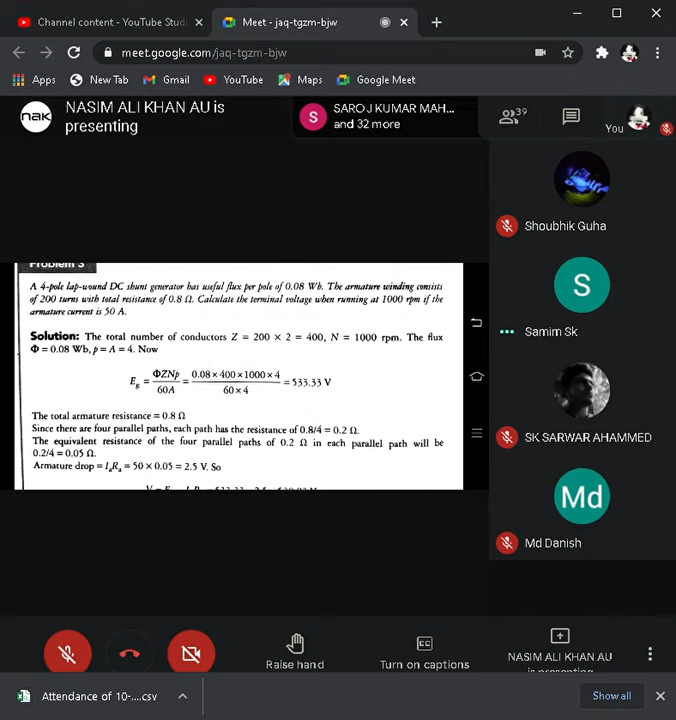 Channel content - YouTube Stud
Meet - jaq-tgzm-bjw
meet.google.com/jaq-tgzm-bjw
Apps
New Tab
Gmail
YouTube
Maps
Google Meet
nak
NASIM ALI KHAN AU is
presenting
S
SAROJ KUMAR MAH...
and 32 more
39
You
Shoubhik Guha
S
Samim Sk
SK SARWAR AHAMMED
Md
Md Danish
Problem 3
A 4-pole lap-wound DC shunt generator has useful flux per pole of 0.08 Wb. The armature winding consists
of 200 turns with total resistance of 0.8 Ω. Calculate the terminal voltage when running at 1000 rpm if the
armature current is 50 A.
Solution: The total number of conductors Z = 200 × 2 = 400, N = 1000 rpm. The flux
Φ = 0.08 Wb, p = A = 4. Now
E_g = ΦZNp / 60A = 0.08 × 400 × 1000 × 4 / 60 × 4 = 533.33 V
The total armature resistance = 0.8 Ω
Since there are four parallel paths, each path has the resistance of 0.8/4 = 0.2 Ω.
The equivalent resistance of the four parallel paths of 0.2 Ω in each parallel path will be
0.2/4 = 0.05 Ω.
Armature drop = I_aR_a = 50 × 0.05 = 2.5 V. So
Raise hand
Turn on captions
NASIM ALI KHAN AU
is presenting
Attendance of 10-....csv
Show all